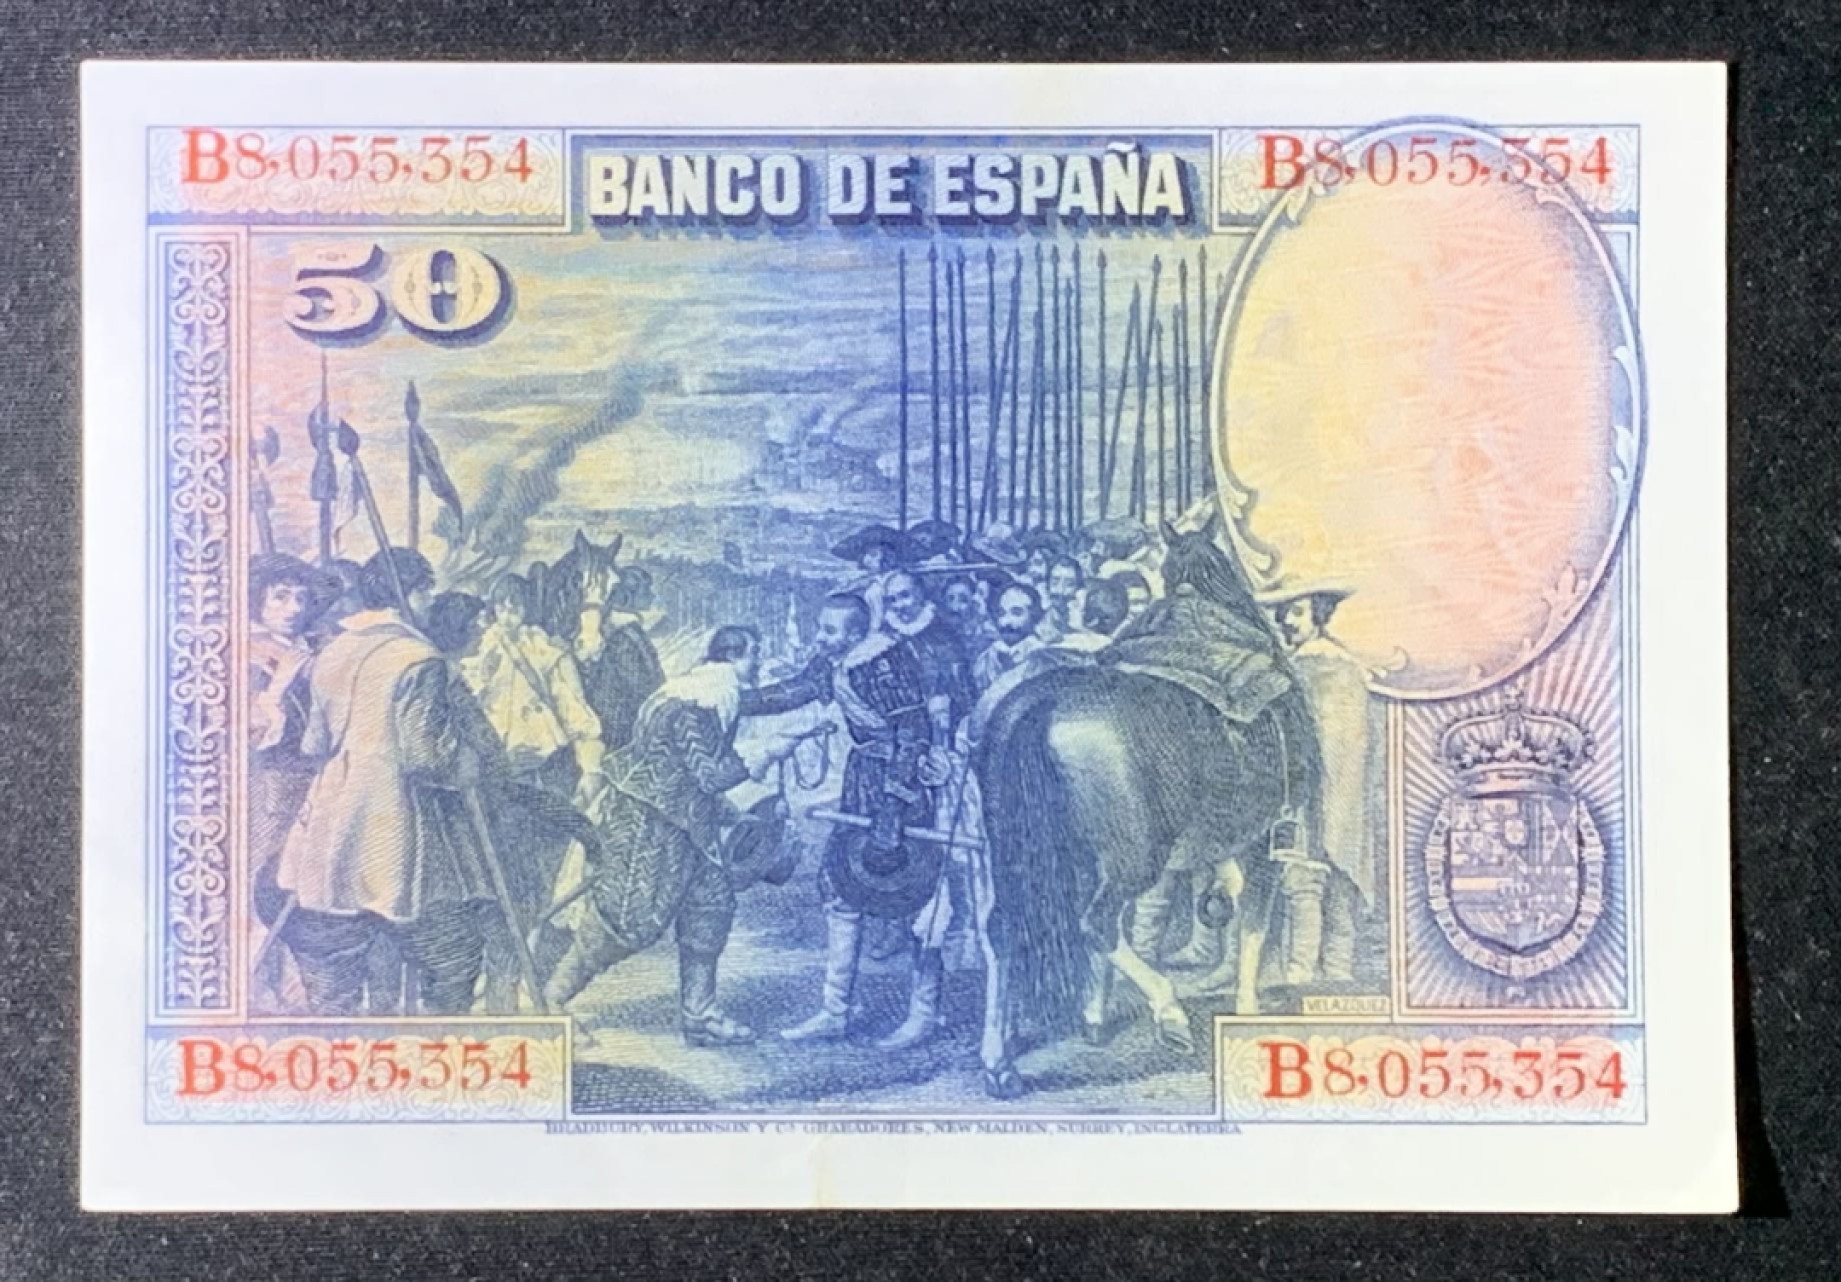 B8,055,354 BANCO DE ESPAÑA B8,055,354
50
VELAZQUEZ
B8,055,354 B8,055,354
BRADBURY, WILKINSON Y Cª GRABADORES, NEW MALDEN, SURREY, INGLATERRA